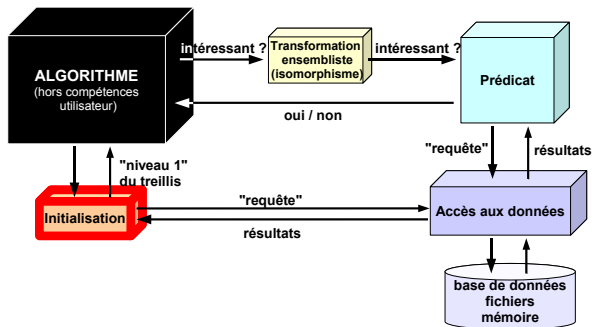 intéressant ?
Transformation
ensembliste
(isomorphisme)
intéressant ?
ALGORITHME
(hors compétences
utilisateur)
Prédicat
oui / non
"requête"
résultats
"niveau 1"
du treillis
Initialisation
"requête"
résultats
Accès aux données
base de données
fichiers
mémoire